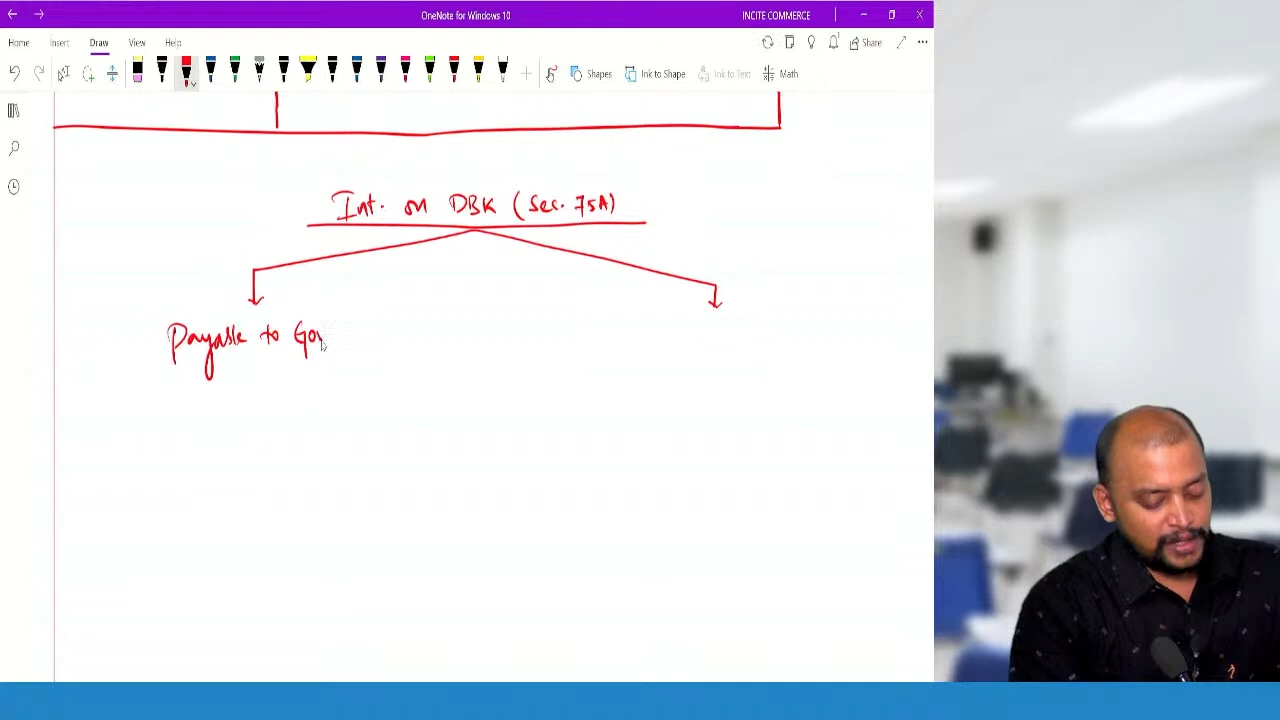 OneNote for Windows 10
INCITE COMMERCE
Home Insert Draw View Help
Share
Shapes Ink to Shape Ink to Text Math
Int. on DBK (Sec. 75A)
Payable to Gov